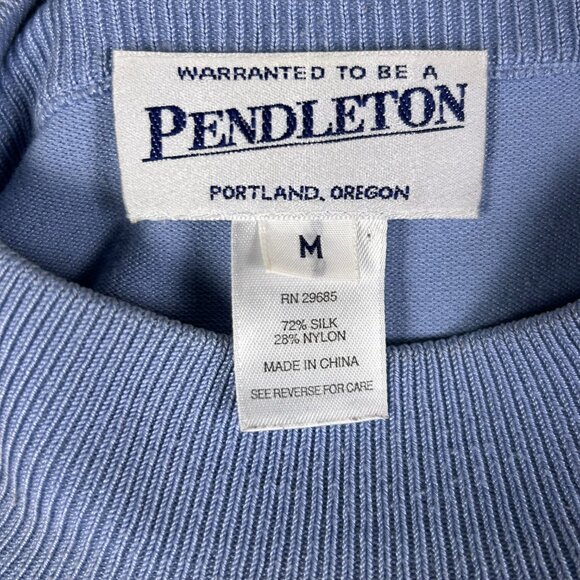 WARRANTED TO BE A
PENDLETON
PORTLAND, OREGON
M
RN 29685
72% SILK
28% NYLON
MADE IN CHINA
SEE REVERSE FOR CARE